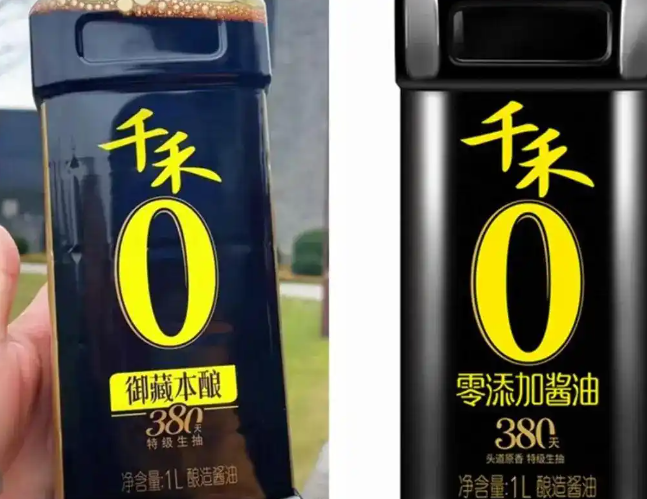 千禾
0
御藏本酿
380天
特级生抽
净含量:1L 酿造酱油
千禾
0
零添加酱油
380天
头道原香 特级生抽
净含量:1L 酿造酱油